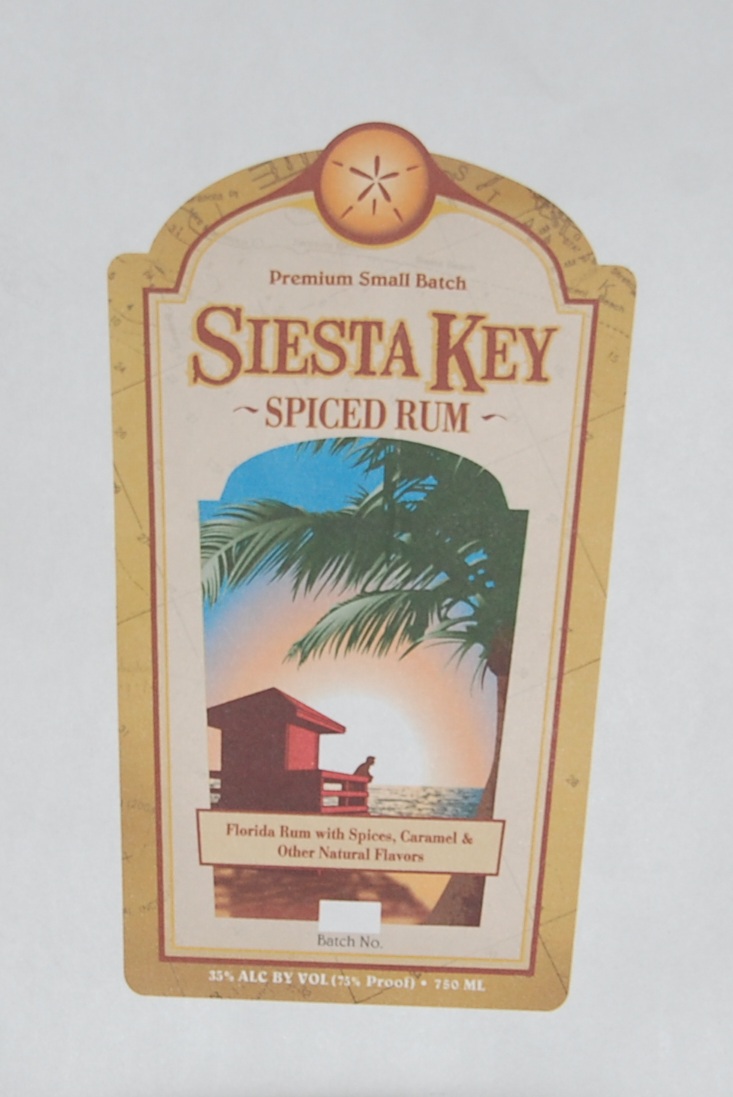 Premium Small Batch
SIESTA KEY
~ SPICED RUM ~
Florida Rum with Spices, Caramel &
Other Natural Flavors
Batch No.
35% ALC BY VOL (75% Proof) • 750 ML